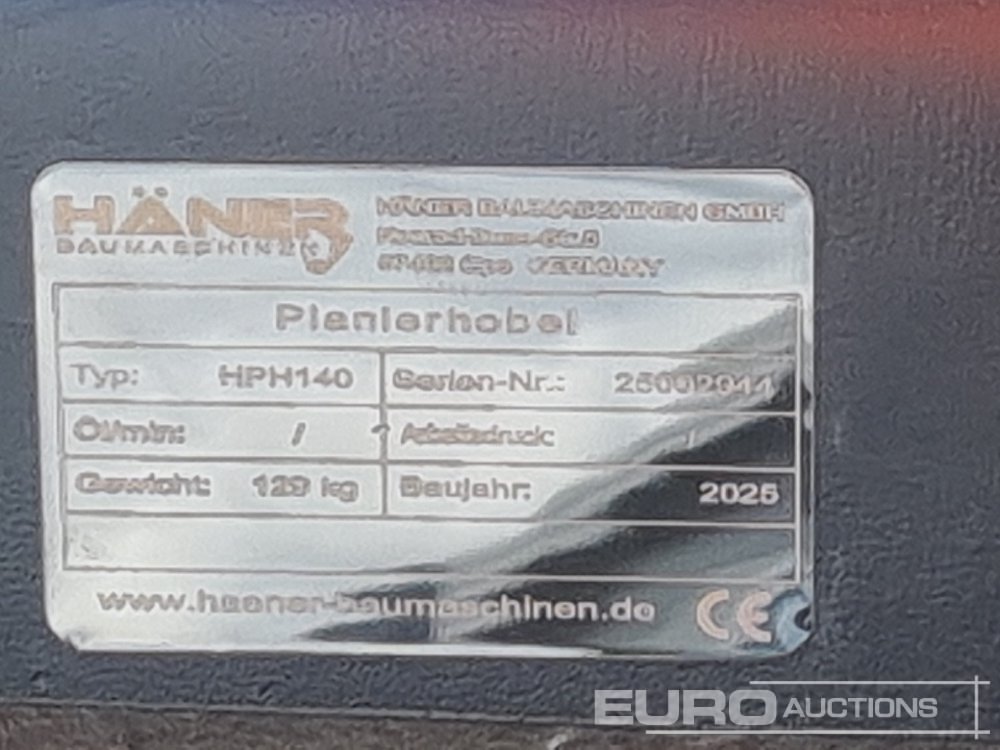 HÄNER
BAUMASCHINEN
HÄNER BAUMASCHINEN GMBH
GERMANY
Planierhobel
Typ: HPH140 Serien-Nr.: 25002014
Öl/min: / Arbeitsdruck: /
Gewicht: 129 kg Baujahr: 2025
www.haener-baumaschinen.de CE
EURO AUCTIONS